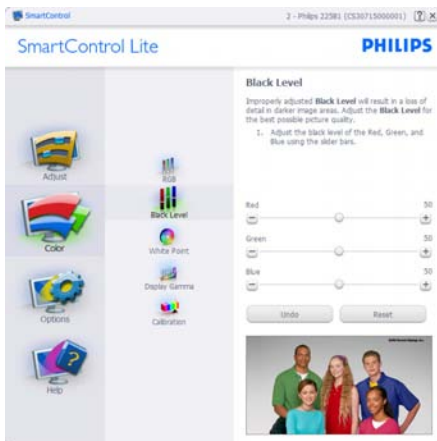 SmartControl
2 - Philips 225B1 (CS30715000001)
SmartControl Lite
PHILIPS
Adjust
Color
Options
Help
RGB
Black Level
White Point
Display Gamma
Calibration
Black Level
Improperly adjusted Black Level will result in a loss of
detail in darker image areas. Adjust the Black Level for
the best possible picture quality.
1. Adjust the black level of the Red, Green, and
Blue using the slider bars.
Red 50
Green 50
Blue 50
Undo Reset